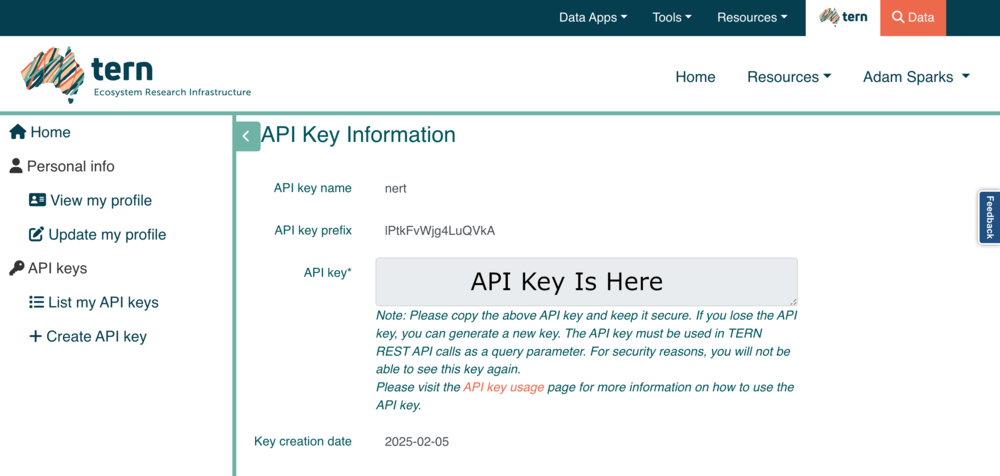 Data Apps Tools Resources tern Data
tern
Ecosystem Research Infrastructure
Home Resources Adam Sparks
Home
Personal info
View my profile
Update my profile
API keys
List my API keys
Create API key
API Key Information
API key name nert
API key prefix lPtkFvWjg4LuQVkA
API key* API Key Is Here
Note: Please copy the above API key and keep it secure. If you lose the API
key, you can generate a new key. The API key must be used in TERN
REST API calls as a query parameter. For security reasons, you will not be
able to see this key again.
Please visit the API key usage page for more information on how to use the
API key.
Key creation date 2025-02-05
Feedback